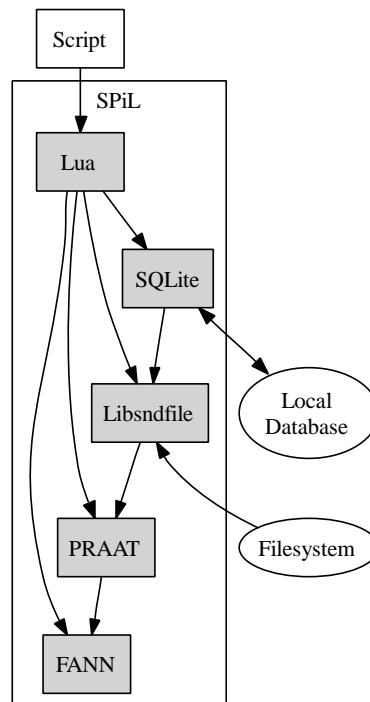 Script
SPiL
Lua
SQLite
Local
Database
Libsndfile
PRAAT
Filesystem
FANN